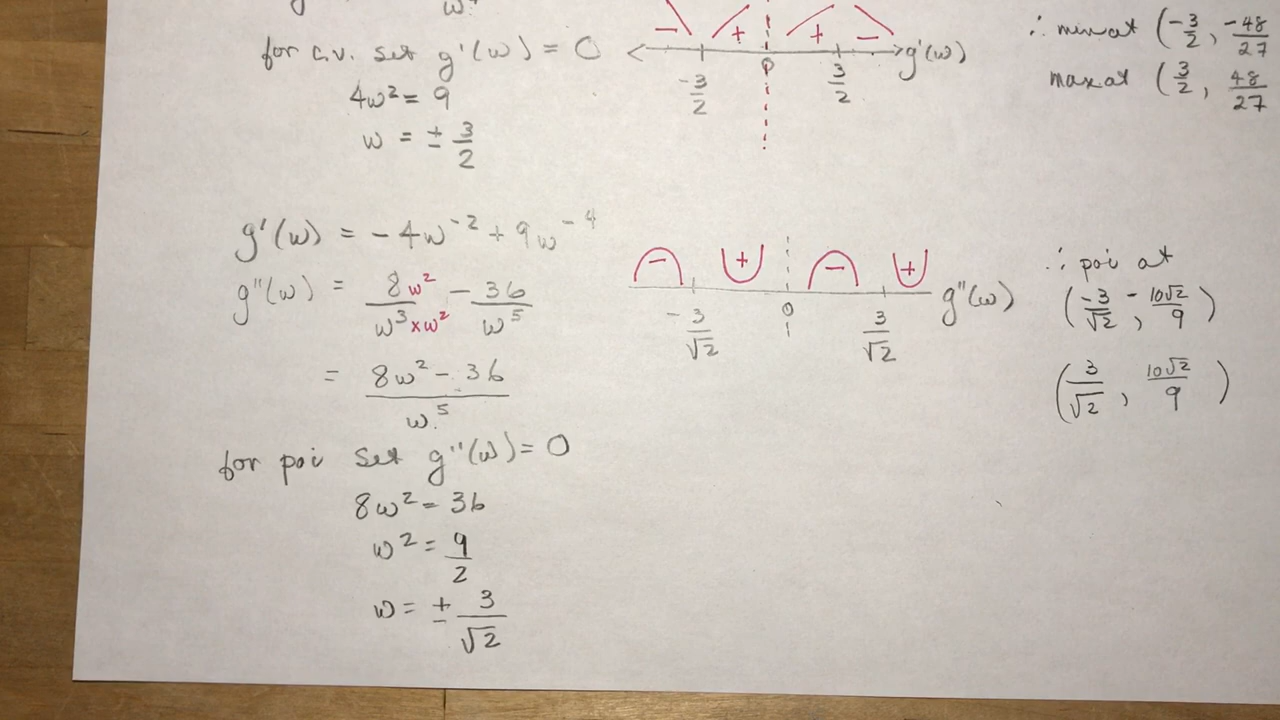 for c.v. set g'(w) = 0
4w² = 9
w = ± 3/2
− + + −
-3/2 0 3/2 g'(w)
∴ min at (-3/2, -48/27
max at (3/2, 48/27
g'(w) = -4w⁻² + 9w⁻⁴
g''(w) = 8w²/w³×w² − 36/w⁵
= 8w² − 36/w⁵
for poi set g''(w) = 0
8w² = 36
w² = 9/2
w = ± 3/√2
− + − +
-3/√2 0 3/√2 g''(w)
∴ poi at
(-3/√2, -10√2/9)
(3/√2, 10√2/9)